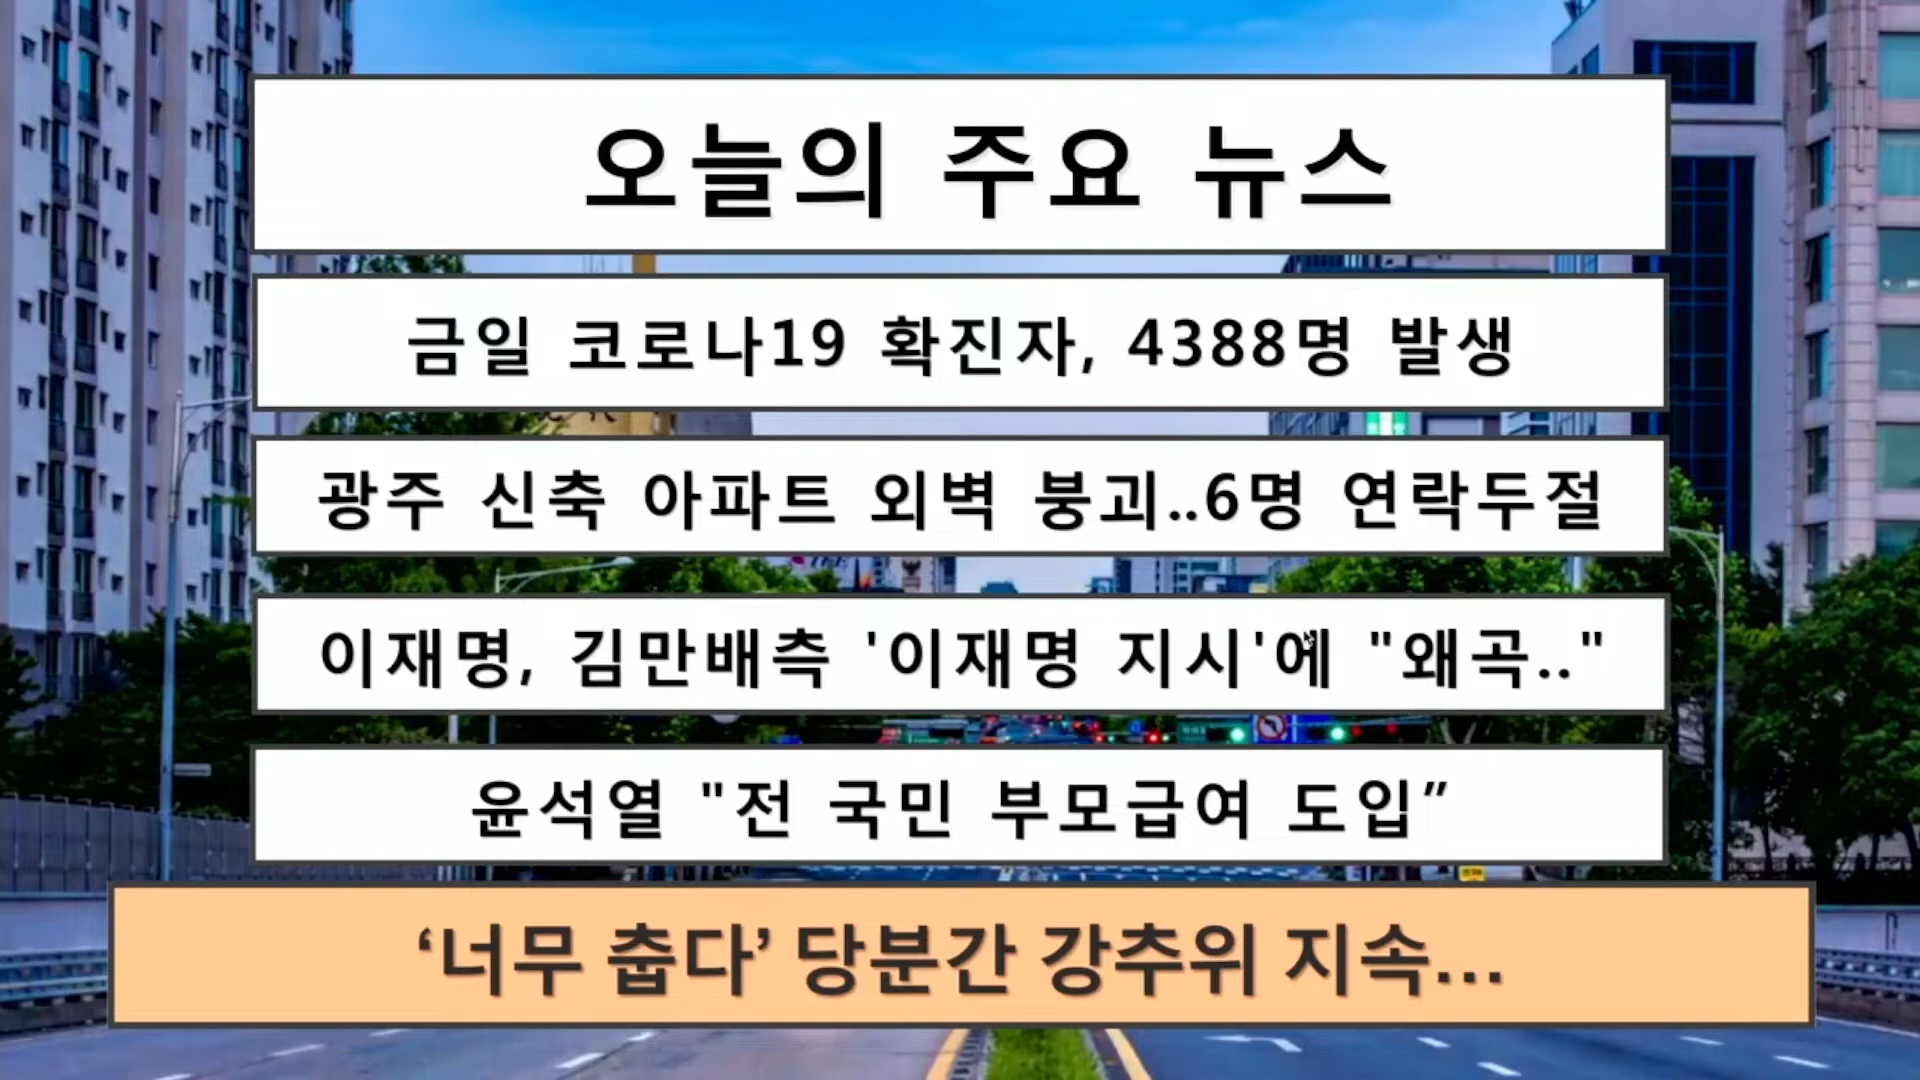 오늘의 주요 뉴스
금일 코로나19 확진자, 4388명 발생
광주 신축 아파트 외벽 붕괴..6명 연락두절
이재명, 김만배측 '이재명 지시'에 "왜곡.."
윤석열 "전 국민 부모급여 도입”
‘너무 춥다’ 당분간 강추위 지속...